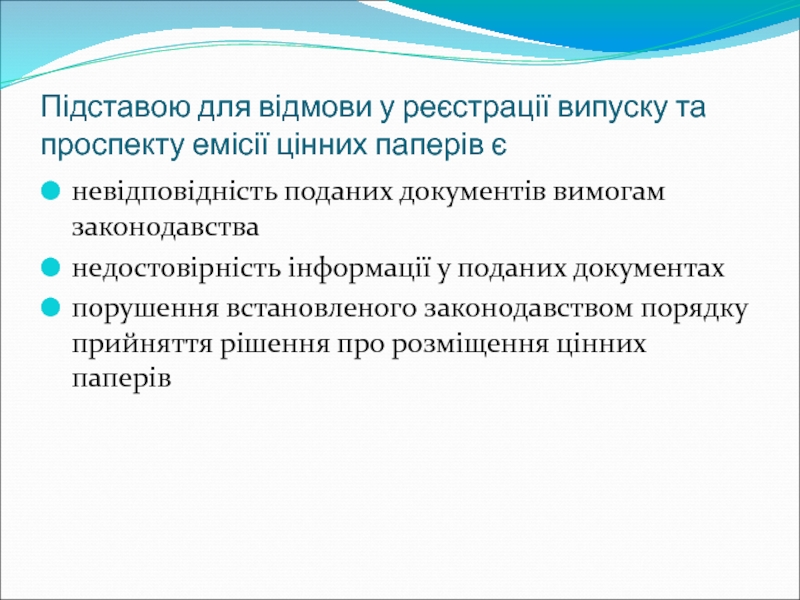 Підставою для відмови у реєстрації випуску та
проспекту емісії цінних паперів є
невідповідність поданих документів вимогам
законодавства
недостовірність інформації у поданих документах
порушення встановленого законодавством порядку
прийняття рішення про розміщення цінних
паперів